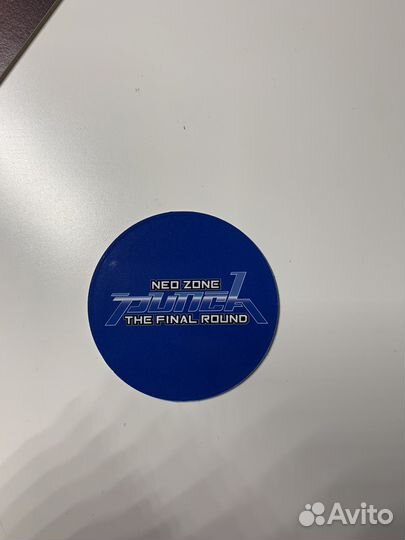 NEO ZONE
PUNCH
THE FINAL ROUND
Avito